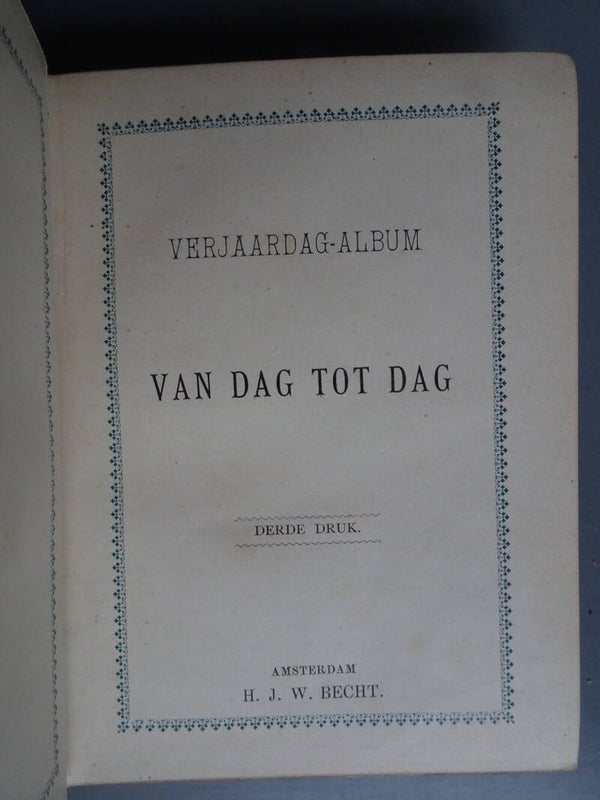 VERJAARDAG-ALBUM
VAN DAG TOT DAG
DERDE DRUK.
AMSTERDAM
H. J. W. BECHT.